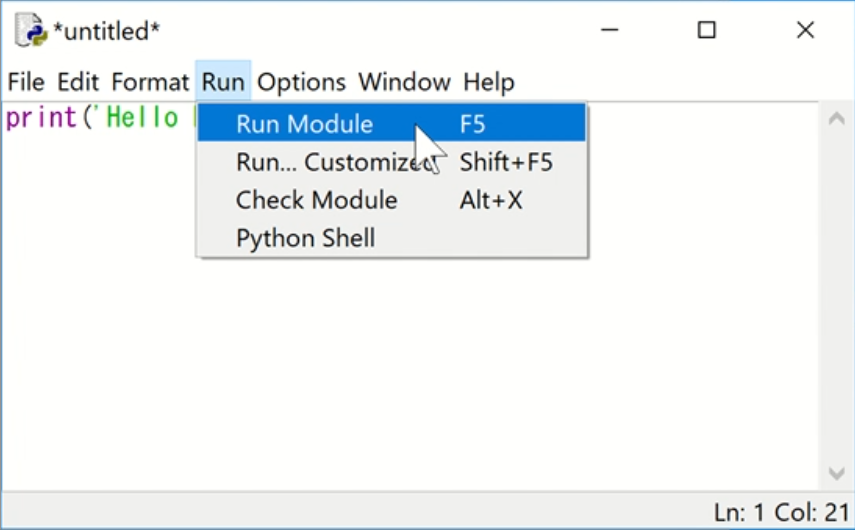 *untitled*
File Edit Format Run Options Window Help
print('Hello
Run Module F5
Run... Customized Shift+F5
Check Module Alt+X
Python Shell
Ln: 1 Col: 21